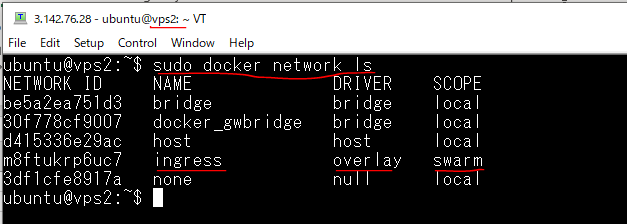 3.142.76.28 - ubuntu@vps2: ~ VT
File Edit Setup Control Window Help
ubuntu@vps2:~$ sudo docker network ls
NETWORK ID NAME DRIVER SCOPE
be5a2ea751d3 bridge bridge local
30f778cf9007 docker_gwbridge bridge local
d415336e29ac host host local
m8ftukrp6uc7 ingress overlay swarm
3df1cfe8917a none null local
ubuntu@vps2:~$